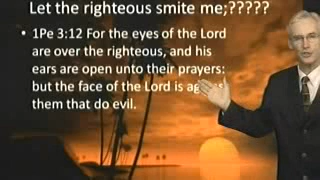 Let the righteous smite me;?????
• 1Pe 3:12 For the eyes of the Lord
are over the righteous, and his
ears are open unto their prayers:
but the face of the Lord is against
them that do evil.